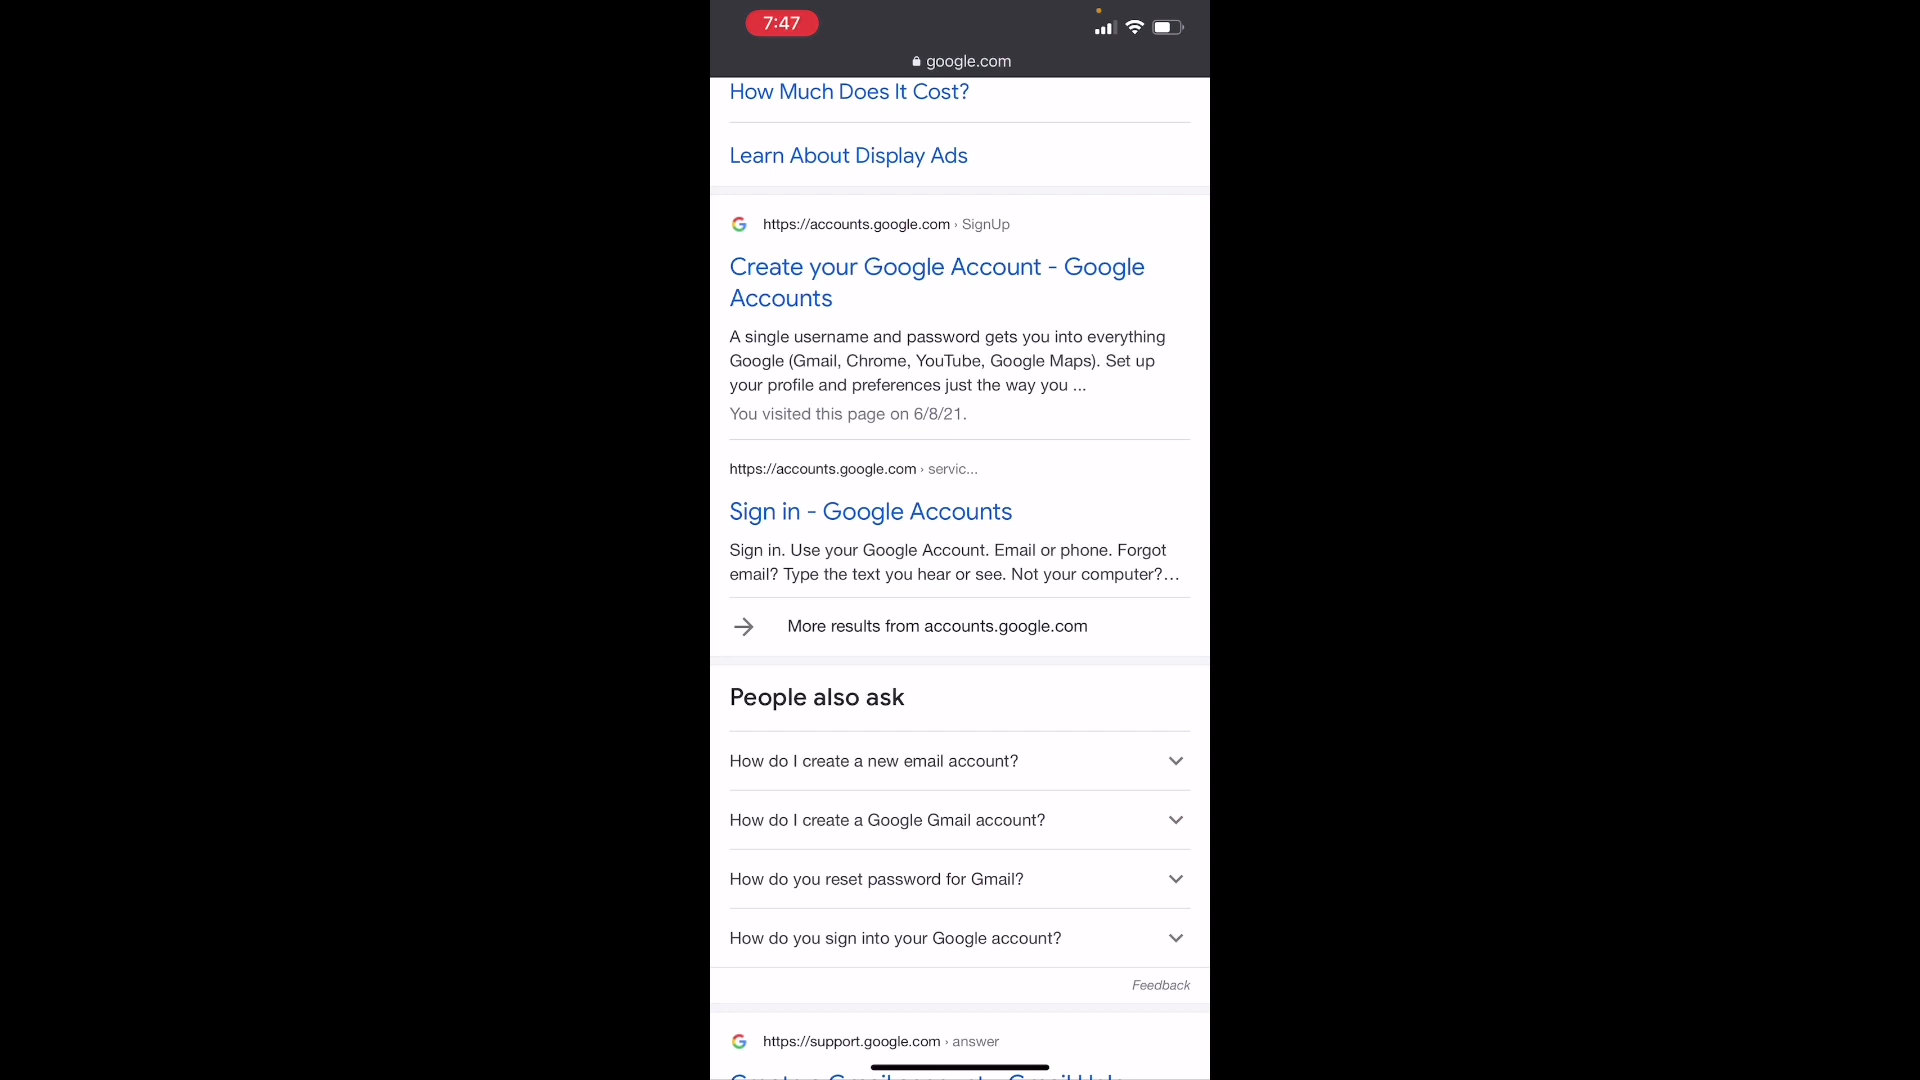 7:47
google.com
How Much Does It Cost?
Learn About Display Ads
https://accounts.google.com › SignUp
Create your Google Account - Google
Accounts
A single username and password gets you into everything
Google (Gmail, Chrome, YouTube, Google Maps). Set up
your profile and preferences just the way you ...
You visited this page on 6/8/21.
https://accounts.google.com › servic...
Sign in - Google Accounts
Sign in. Use your Google Account. Email or phone. Forgot
email? Type the text you hear or see. Not your computer?...
More results from accounts.google.com
People also ask
How do I create a new email account?
How do I create a Google Gmail account?
How do you reset password for Gmail?
How do you sign into your Google account?
Feedback
https://support.google.com › answer